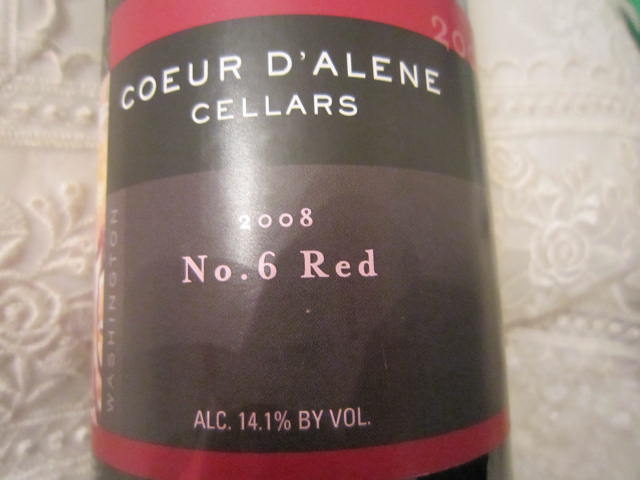 COEUR D'ALENE
CELLARS
2008
No. 6 Red
WASHINGTON
ALC. 14.1% BY VOL.